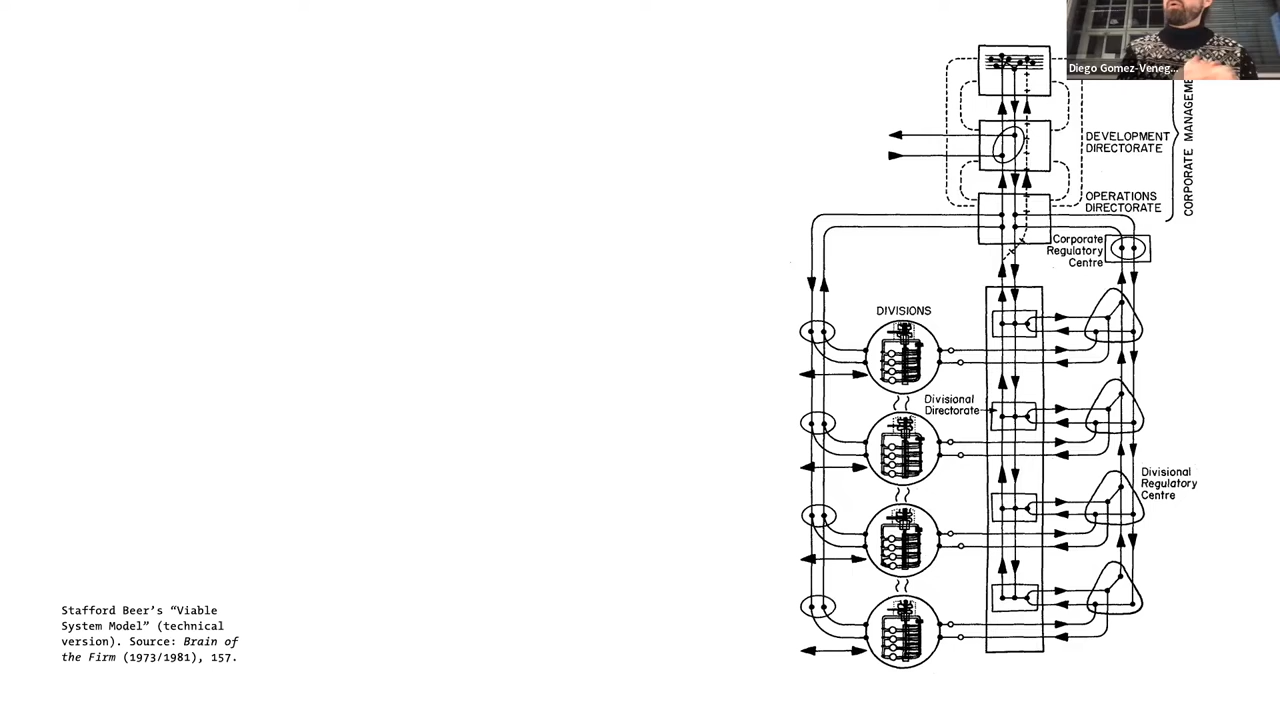 Diego Gomez-Veneg...
DEVELOPMENT
DIRECTORATE
OPERATIONS
DIRECTORATE
CORPORATE MANAGEM
Corporate
Regulatory
Centre
DIVISIONS
Divisional
Directorate
Divisional
Regulatory
Centre
Stafford Beer’s “Viable
System Model” (technical
version). Source: Brain of
the Firm (1973/1981), 157.